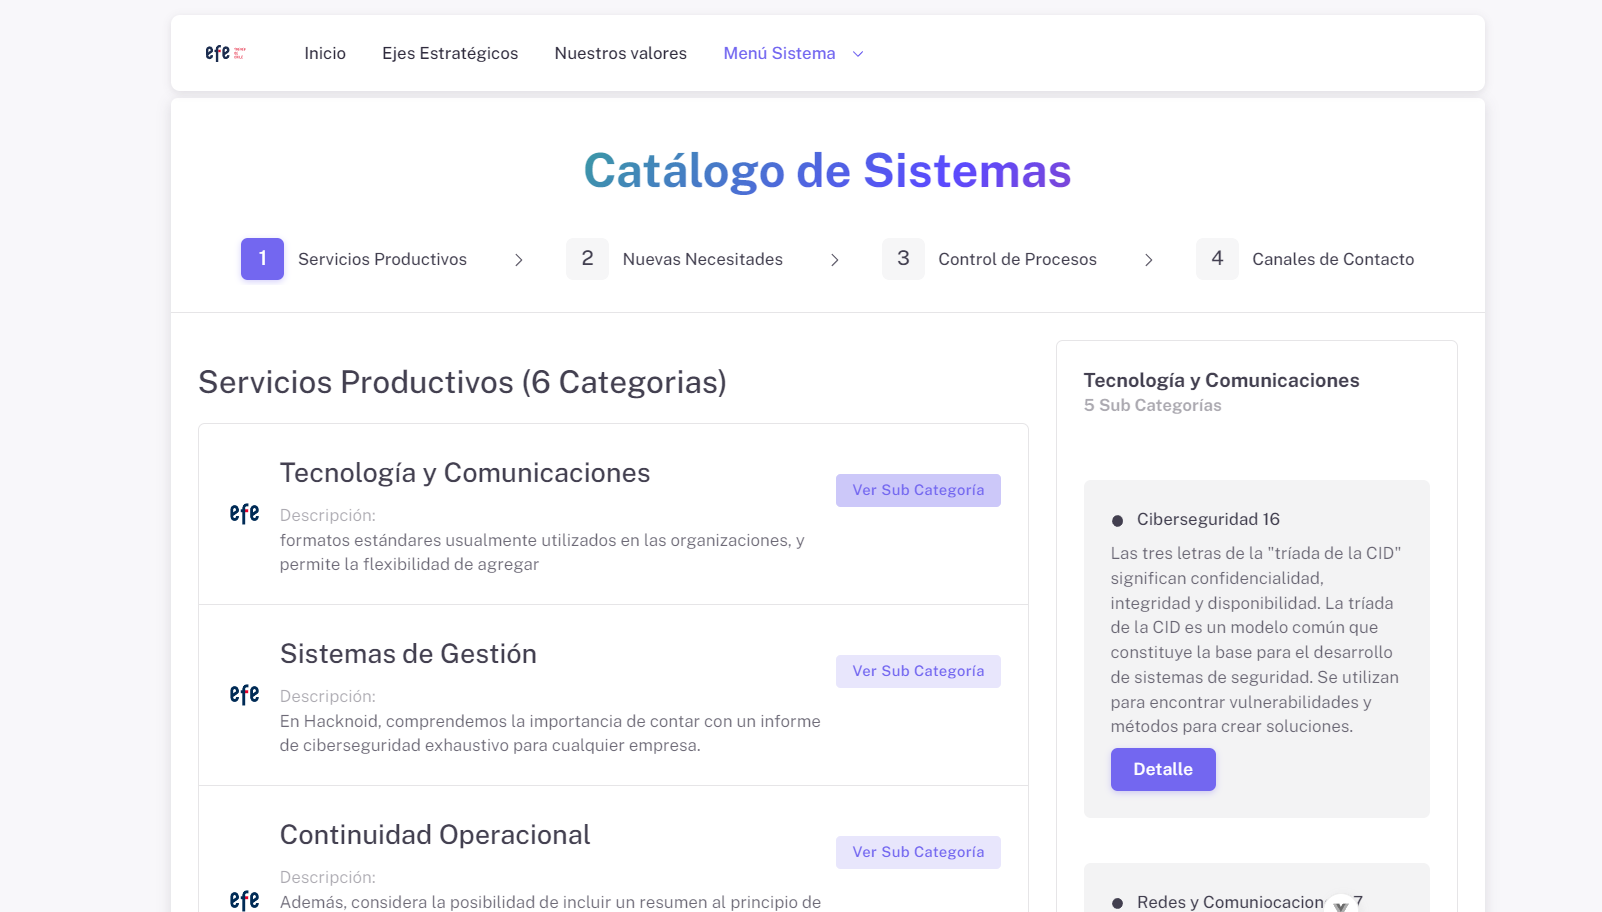 efe
Inicio
Ejes Estratégicos
Nuestros valores
Menú Sistema
Catálogo de Sistemas
1 Servicios Productivos
2 Nuevas Necesitades
3 Control de Procesos
4 Canales de Contacto
Servicios Productivos (6 Categorias)
Tecnología y Comunicaciones
efe
Descripción:
formatos estándares usualmente utilizados en las organizaciones, y
permite la flexibilidad de agregar
Ver Sub Categoría
Sistemas de Gestión
efe
Descripción:
En Hacknoid, comprendemos la importancia de contar con un informe
de ciberseguridad exhaustivo para cualquier empresa.
Ver Sub Categoría
Continuidad Operacional
efe
Descripción:
Además, considera la posibilidad de incluir un resumen al principio de
Ver Sub Categoría
Tecnología y Comunicaciones
5 Sub Categorías
Ciberseguridad 16
Las tres letras de la "tríada de la CID"
significan confidencialidad,
integridad y disponibilidad. La tríada
de la CID es un modelo común que
constituye la base para el desarrollo
de sistemas de seguridad. Se utilizan
para encontrar vulnerabilidades y
métodos para crear soluciones.
Detalle
Redes y Comuniocacion 7